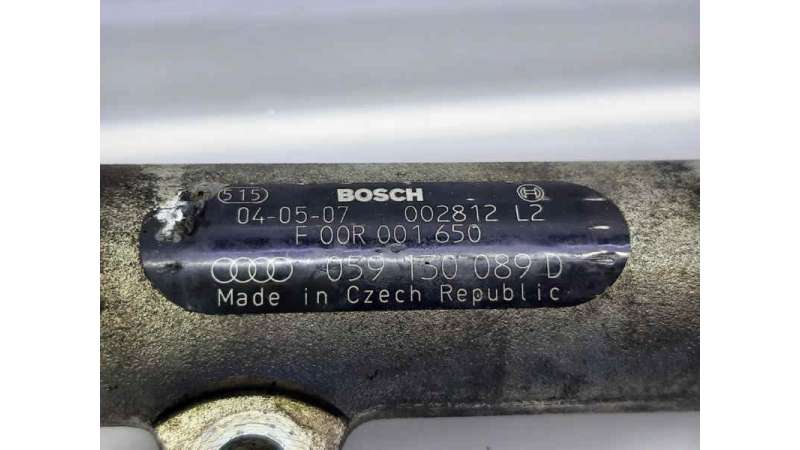 515 BOSCH
04-05-07 002812 L2
F 00R 001 650
059 130 089 D
Made in Czech Republic